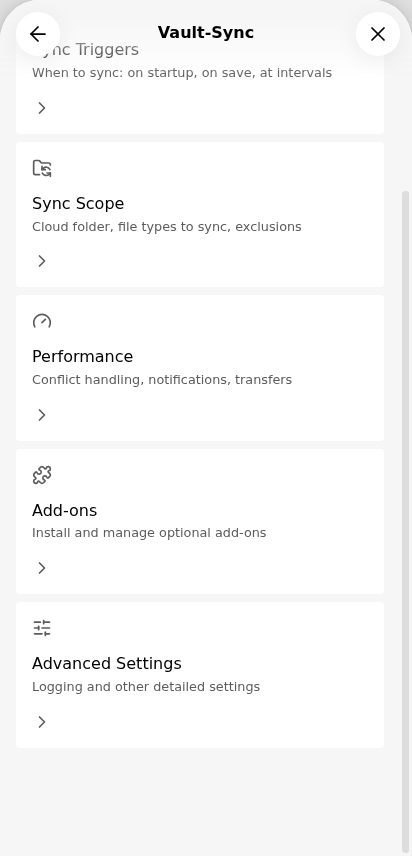 Vault-Sync
Sync Triggers
When to sync: on startup, on save, at intervals
Sync Scope
Cloud folder, file types to sync, exclusions
Performance
Conflict handling, notifications, transfers
Add-ons
Install and manage optional add-ons
Advanced Settings
Logging and other detailed settings